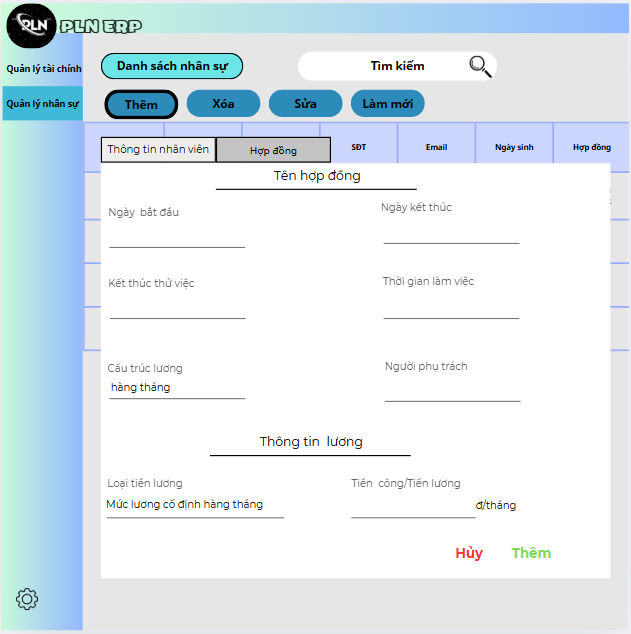 PLN PLN ERP
Quản lý tài chính
Quản lý nhân sự
Danh sách nhân sự
Tìm kiếm
Thêm
Xóa
Sửa
Làm mới
SĐT
Email
Ngày sinh
Hợp đồng
Thông tin nhân viên
Hợp đồng
Tên hợp đồng
Ngày bắt đầu
Ngày kết thúc
Kết thúc thử việc
Thời gian làm việc
Cấu trúc lương
hàng tháng
Người phụ trách
Thông tin lương
Loại tiền lương
Tiền công/Tiền lương
Mức lương cố định hàng tháng
đ/tháng
Hủy
Thêm